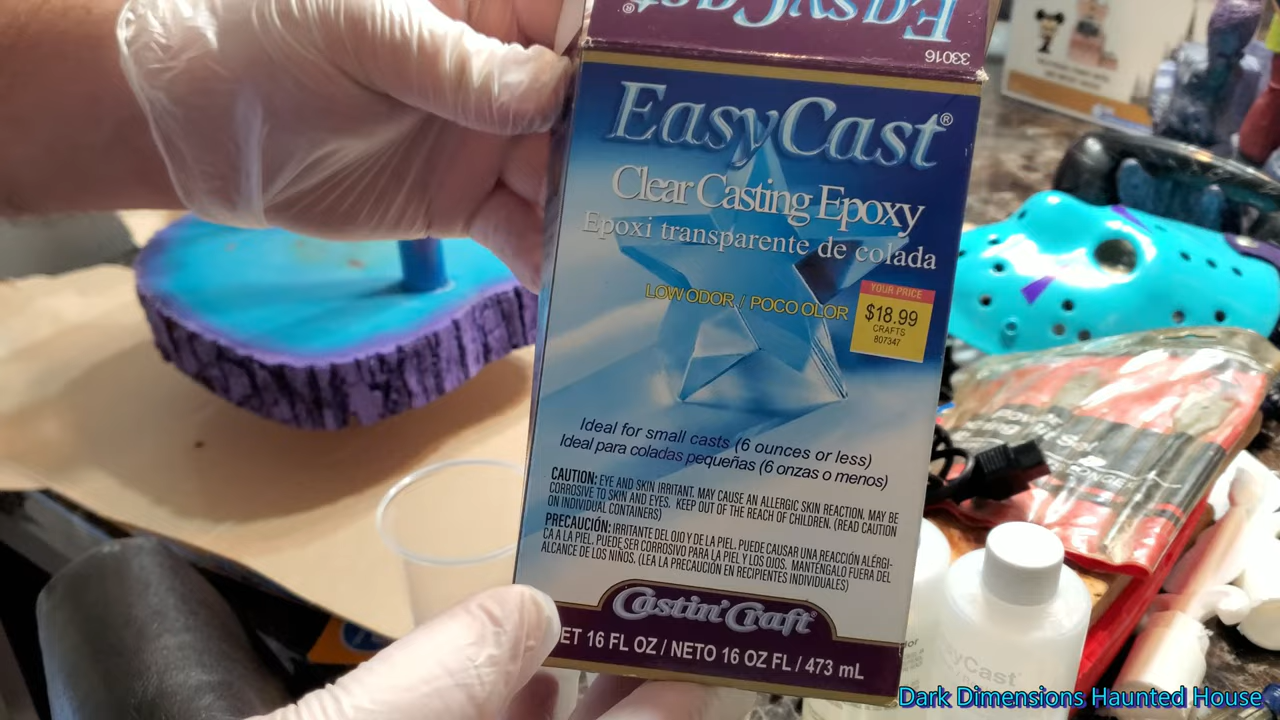 EasyCast®
33016
EasyCast®
Clear Casting Epoxy
Epoxi transparente de colada
LOW ODOR / POCO OLOR
YOUR PRICE
$18.99
CRAFTS
807347
Ideal for small casts (6 ounces or less)
Ideal para coladas pequeñas (6 onzas o menos)
CAUTION: EYE AND SKIN IRRITANT. MAY CAUSE AN ALLERGIC SKIN REACTION. MAY BE
CORROSIVE TO SKIN AND EYES. KEEP OUT OF THE REACH OF CHILDREN. (READ CAUTION
ON INDIVIDUAL CONTAINERS)
PRECAUCIÓN: IRRITANTE DEL OJO Y DE LA PIEL, PUEDE CAUSAR UNA REACCIÓN ALÉRGI-
CA A LA PIEL. PUEDE SER CORROSIVO PARA LA PIEL Y LOS OJOS. MANTENGALO FUERA DEL
ALCANCE DE LOS NINOS. (LEA LA PRECAUCIÓN EN RECIPIENTES INDIVIDUALES)
Castin'Craft®
ET 16 FL OZ / NETO 16 OZ FL / 473 mL
yCast
Dark Dimensions Haunted House